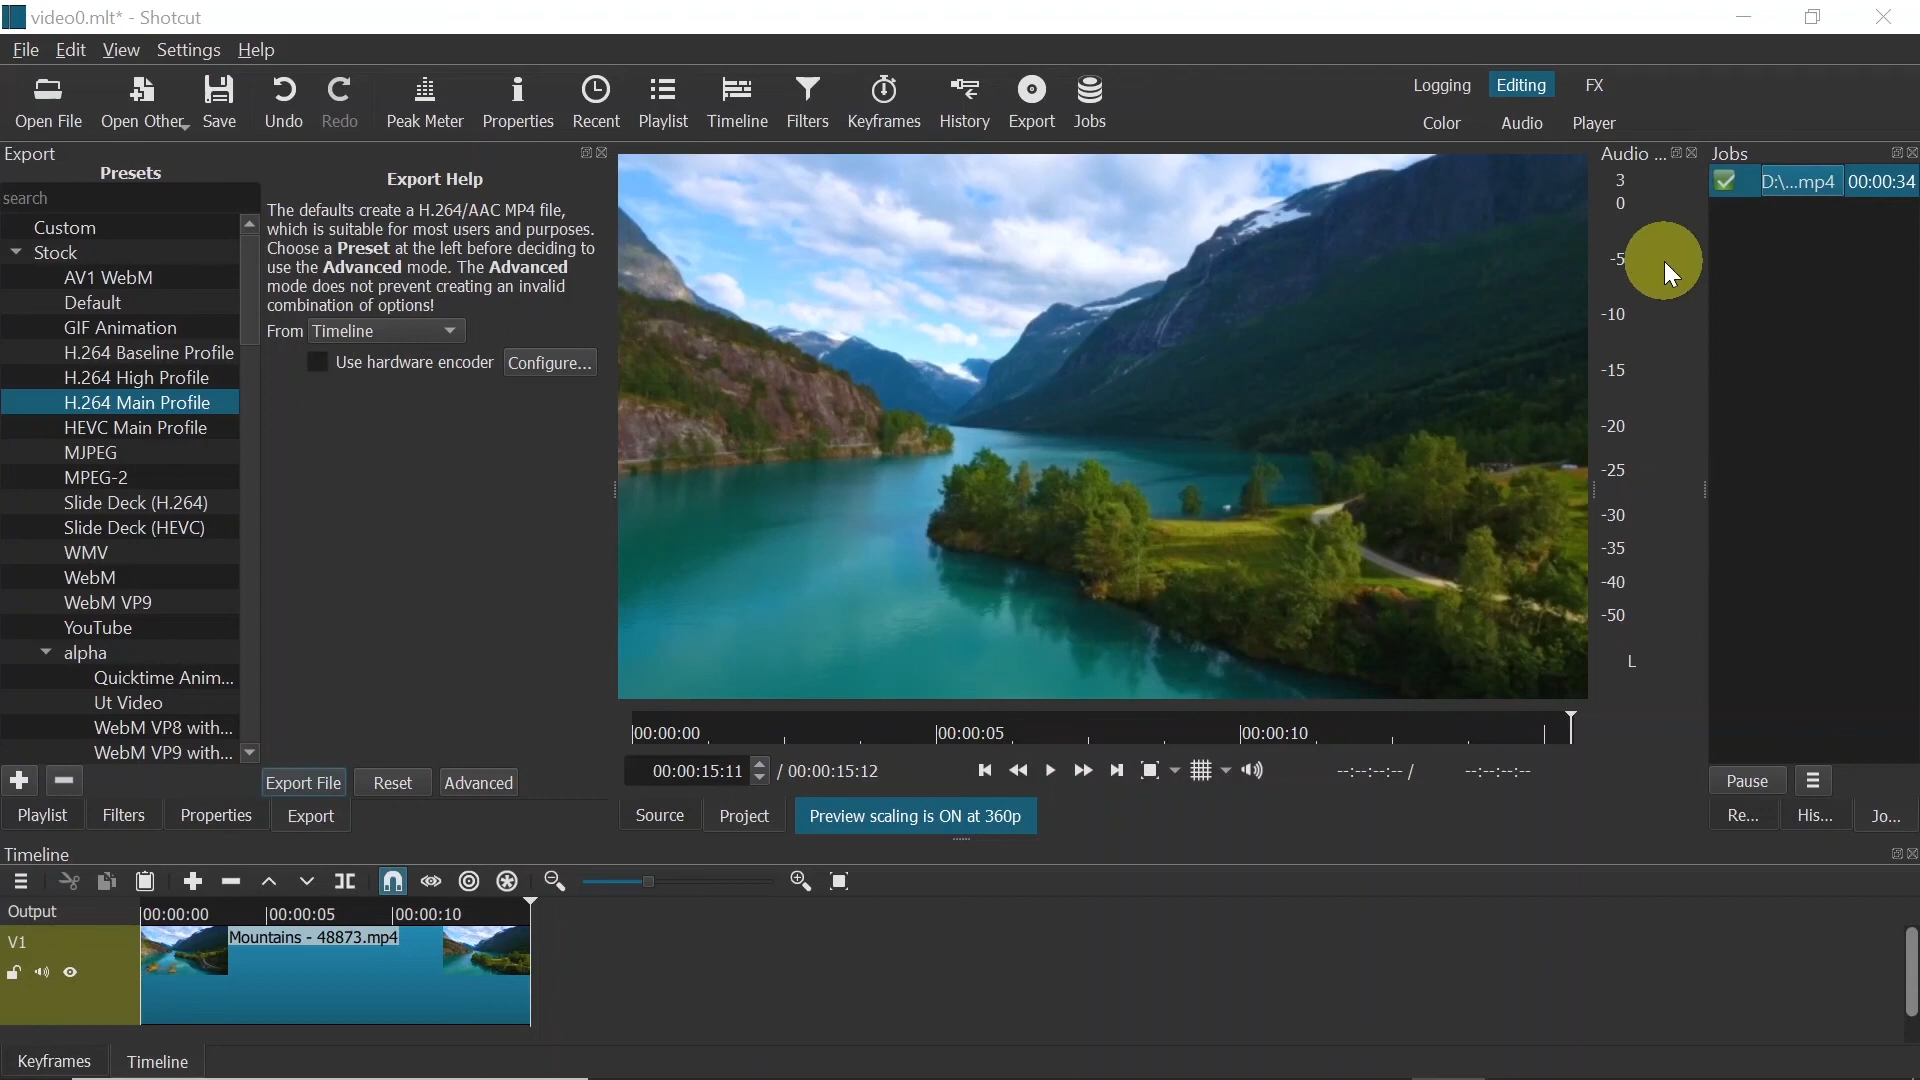 video0.mlt* - Shotcut
File Edit View Settings Help
Open File Open Other Save Undo Redo Peak Meter Properties Recent Playlist Timeline Filters Keyframes History Export Jobs
Logging Editing FX
Color Audio Player
Export
Presets
search
Custom
Stock
AV1 WebM
Default
GIF Animation
H.264 Baseline Profile
H.264 High Profile
H.264 Main Profile
HEVC Main Profile
MJPEG
MPEG-2
Slide Deck (H.264)
Slide Deck (HEVC)
WMV
WebM
WebM VP9
YouTube
alpha
Quicktime Anim...
Ut Video
WebM VP8 with...
WebM VP9 with...
Export Help
The defaults create a H.264/AAC MP4 file,
which is suitable for most users and purposes.
Choose a Preset at the left before deciding to
use the Advanced mode. The Advanced
mode does not prevent creating an invalid
combination of options!
From Timeline
Use hardware encoder Configure...
Export File Reset Advanced
Playlist Filters Properties Export
00:00:00 00:00:05 00:00:10
00:00:15:11 / 00:00:15:12
--:--:--:-- / --:--:--:--
Source Project Preview scaling is ON at 360p
Audio ...
3
0
-5
-10
-15
-20
-25
-30
-35
-40
-50
L
Jobs
D:\...mp4 00:00:34
Pause
Re... His... Jo...
Timeline
Output
00:00:00 00:00:05 00:00:10
V1
Mountains - 48873.mp4
Keyframes Timeline